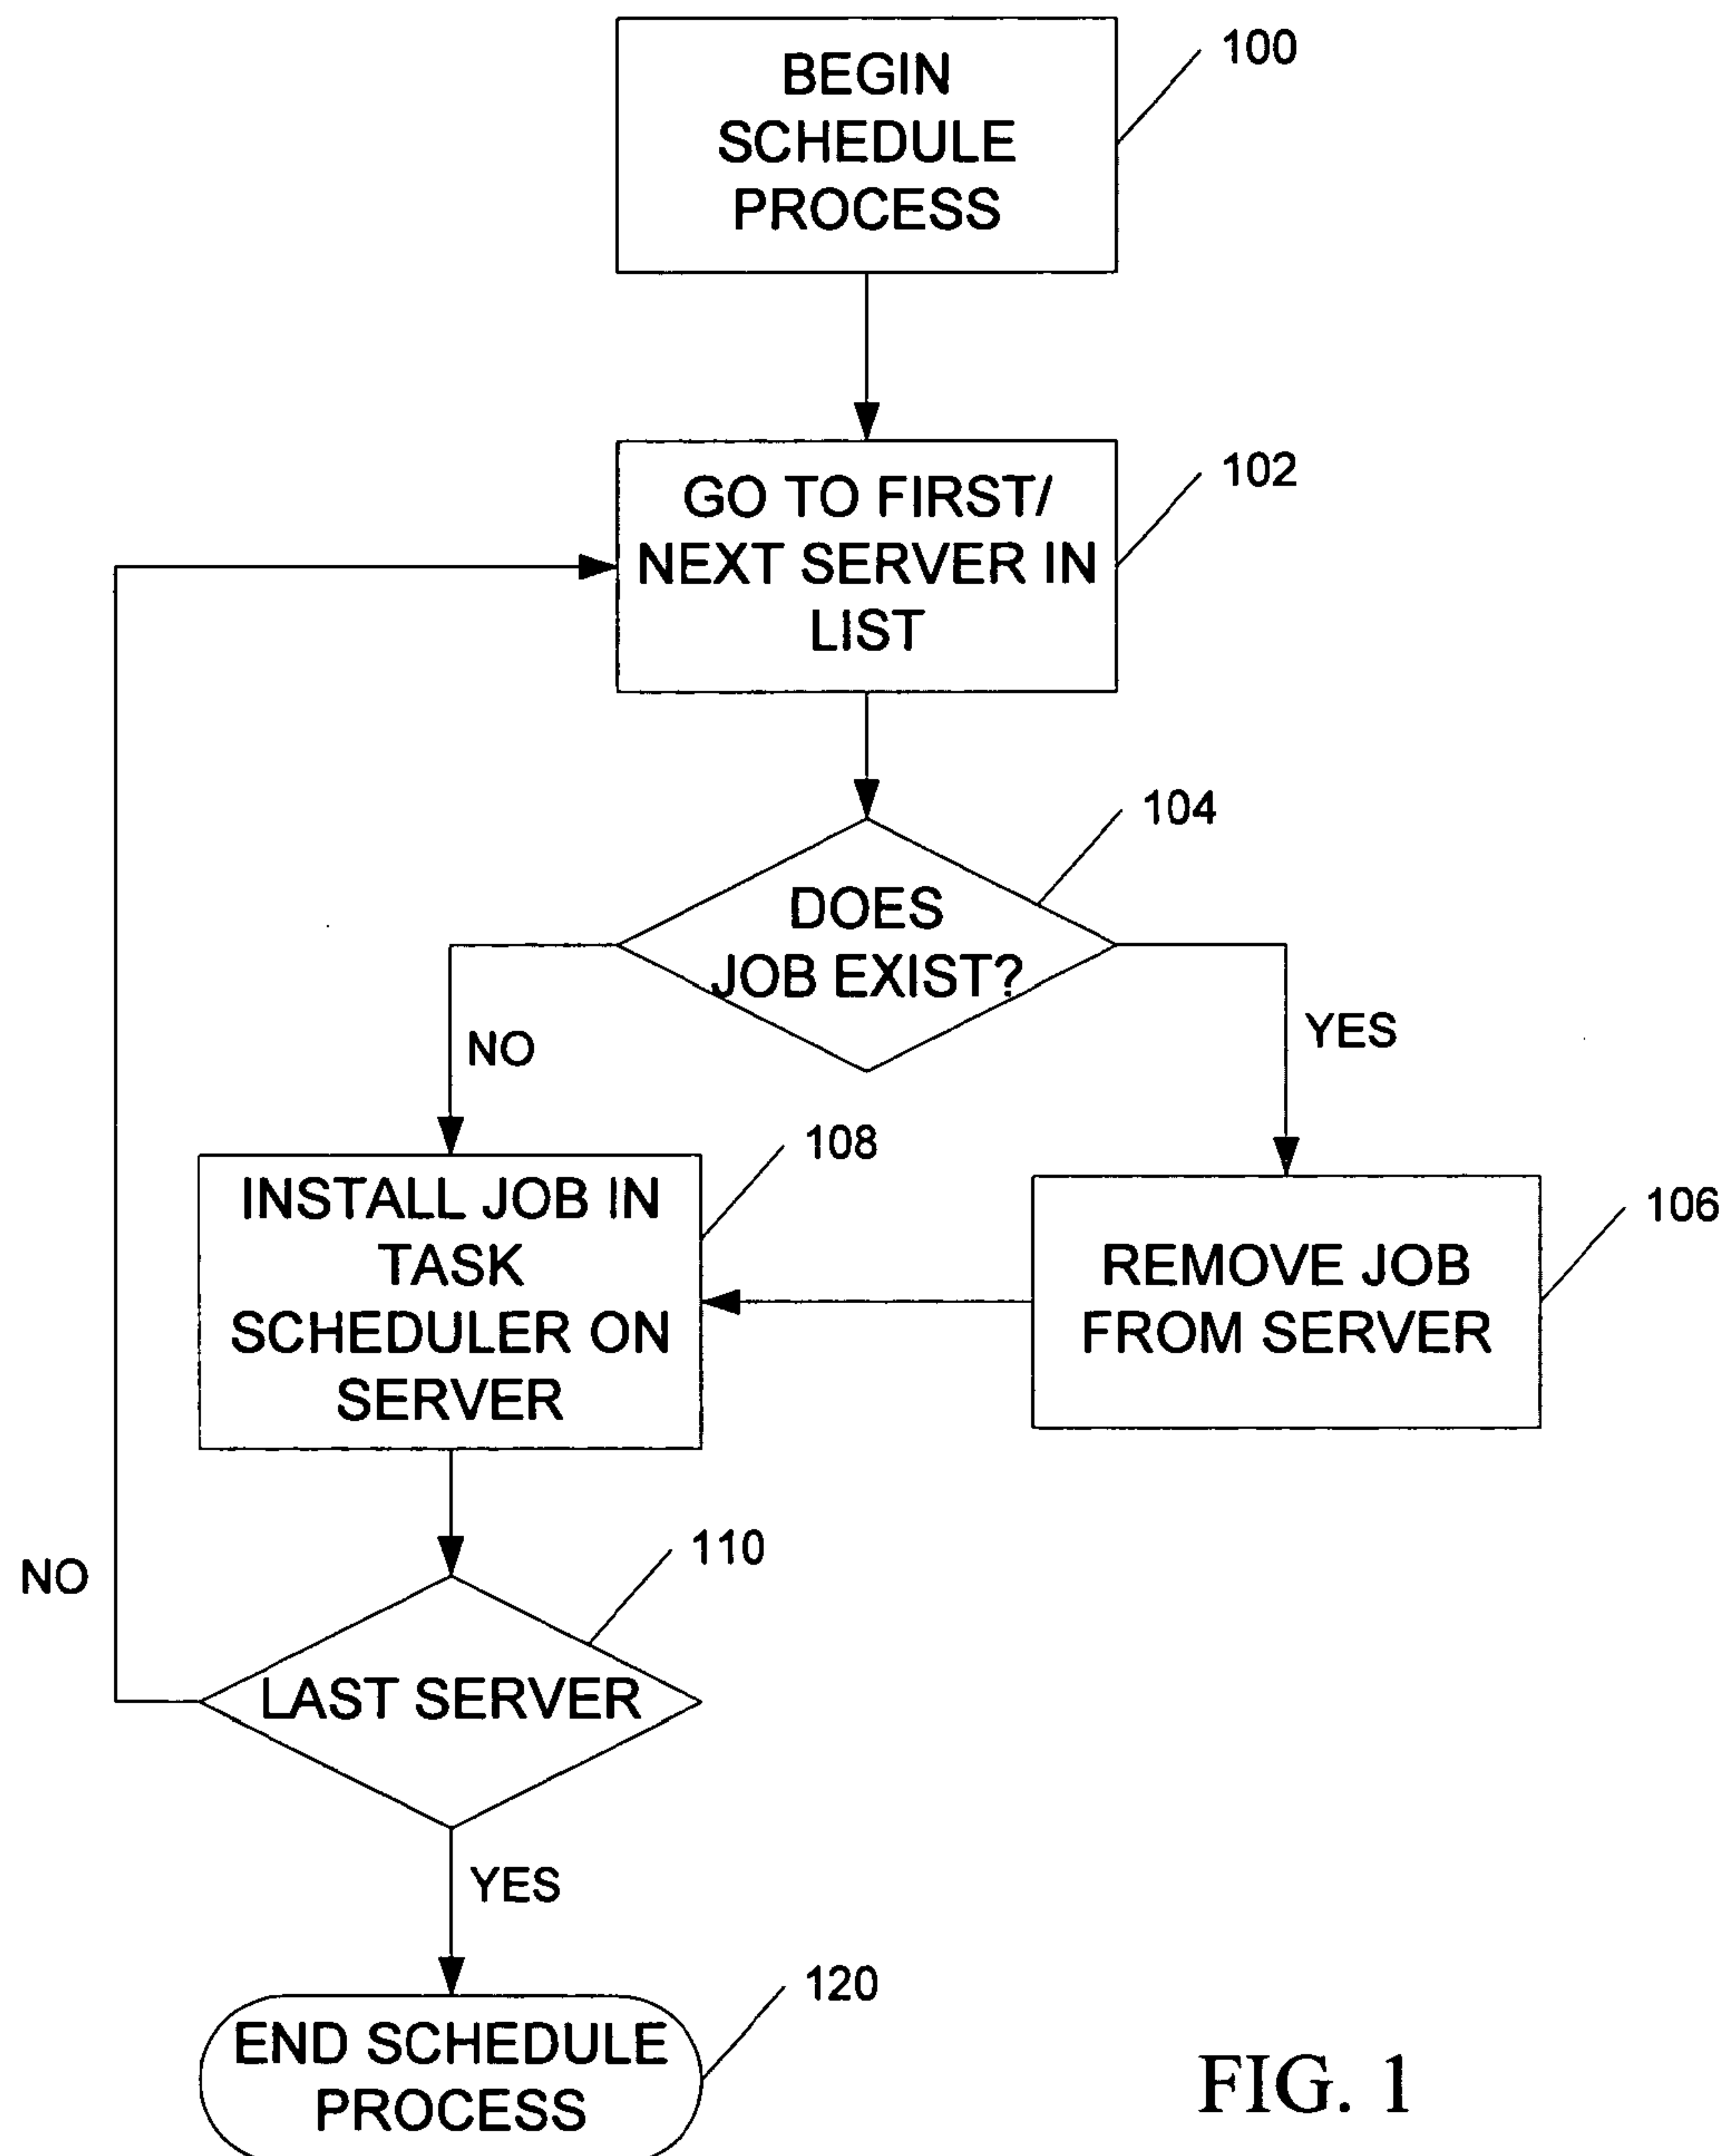 BEGIN
SCHEDULE
PROCESS
100
GO TO FIRST/
NEXT SERVER IN
LIST
102
DOES
JOB EXIST?
104
NO
YES
INSTALL JOB IN
TASK
SCHEDULER ON
SERVER
108
REMOVE JOB
FROM SERVER
106
LAST SERVER
110
NO
YES
END SCHEDULE
PROCESS
120
FIG. 1